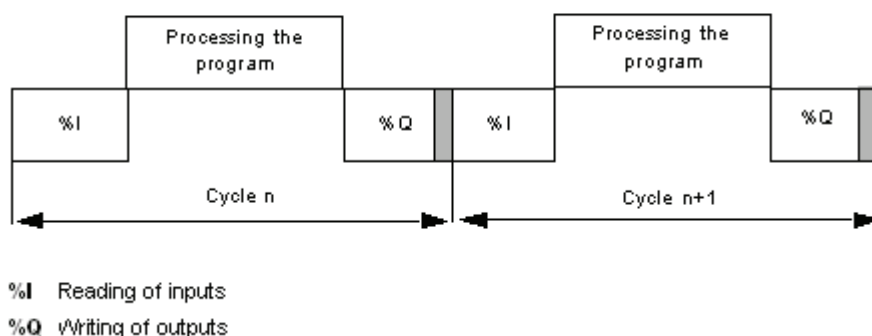 Processing the
program
Processing the
program
%I
%Q
%I
%Q
Cycle n
Cycle n+1
%I Reading of inputs
%Q Writing of outputs